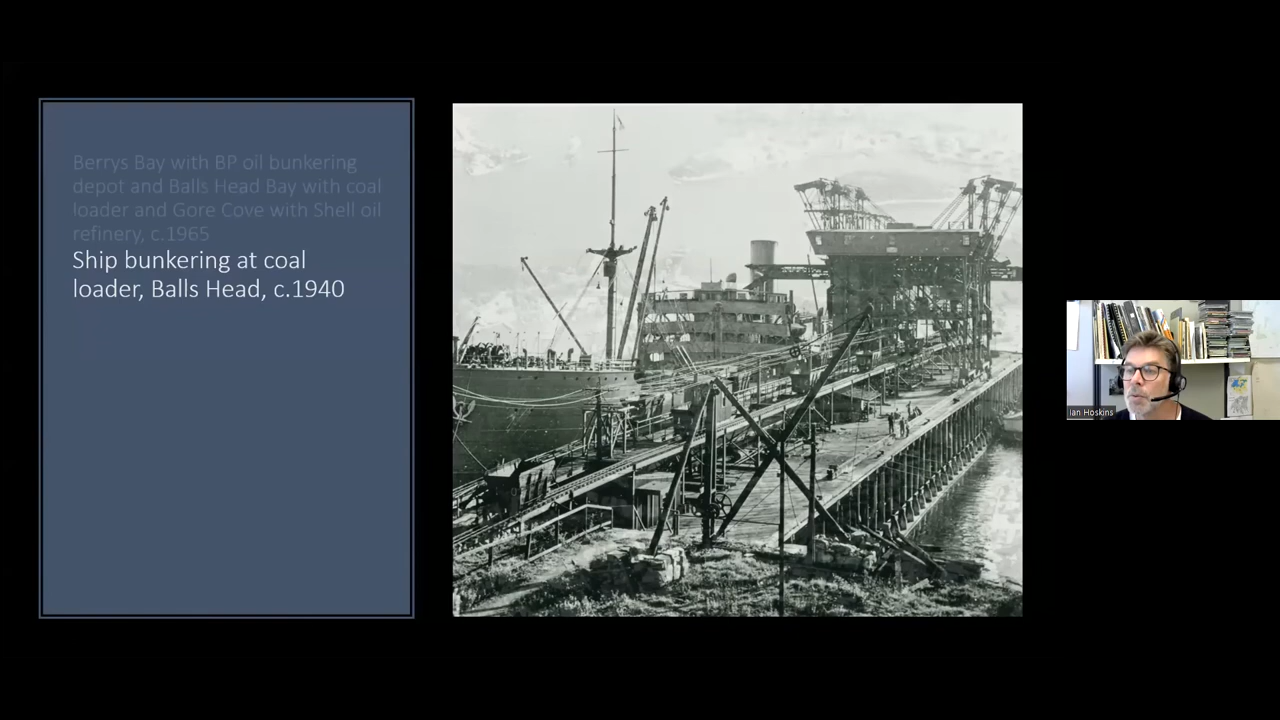 Berrys Bay with BP oil bunkering
depot and Balls Head Bay with coal
loader and Gore Cove with Shell oil
refinery, c.1965
Ship bunkering at coal
loader, Balls Head, c.1940
ian Hoskins